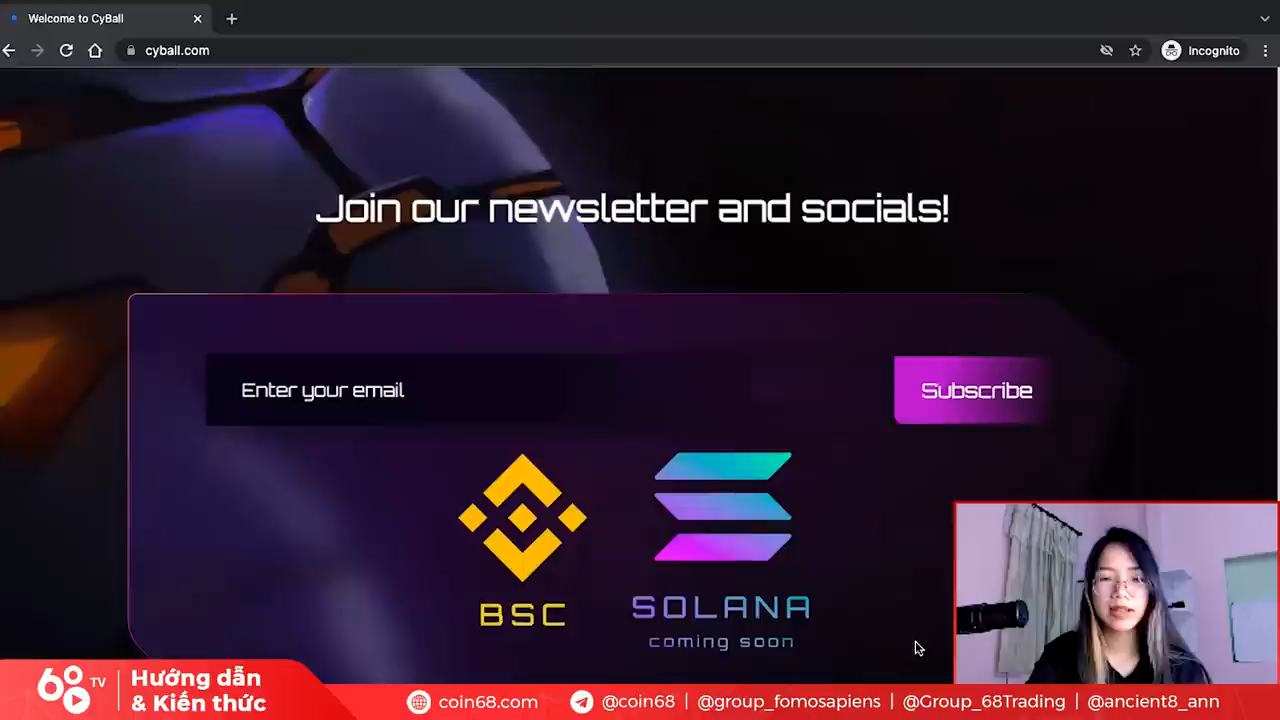 Welcome to CyBall
cyball.com
Incognito
Join our newsletter and socials!
Enter your email
Subscribe
BSC
SOLANA
coming soon
68 TV
Hướng dẫn
& Kiến thức
coin68.com
@coin68 | @group_fomosapiens | @Group_68Trading | @ancient8_ann